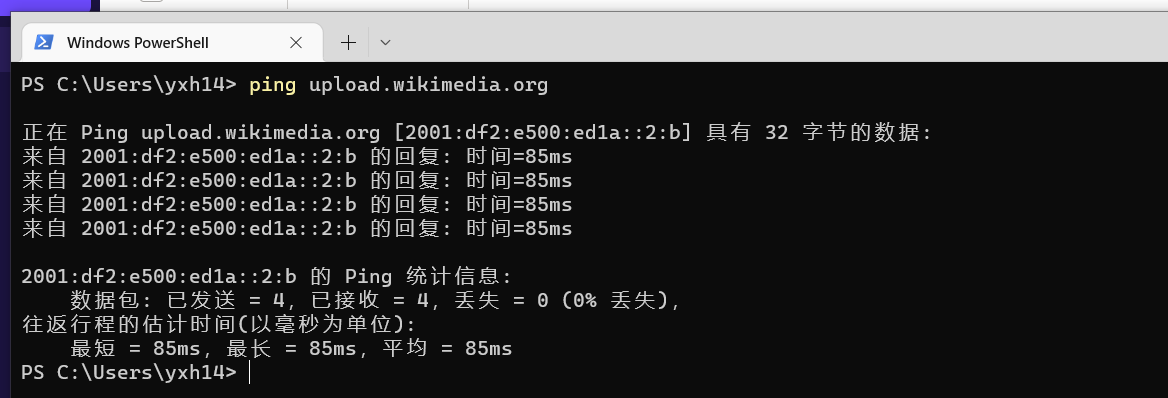 Windows PowerShell
PS C:\Users\yxh14> ping upload.wikimedia.org
正在 Ping upload.wikimedia.org [2001:df2:e500:ed1a::2:b] 具有 32 字节的数据:
来自 2001:df2:e500:ed1a::2:b 的回复: 时间=85ms
来自 2001:df2:e500:ed1a::2:b 的回复: 时间=85ms
来自 2001:df2:e500:ed1a::2:b 的回复: 时间=85ms
来自 2001:df2:e500:ed1a::2:b 的回复: 时间=85ms
2001:df2:e500:ed1a::2:b 的 Ping 统计信息:
数据包: 已发送 = 4, 已接收 = 4, 丢失 = 0 (0% 丢失),
往返行程的估计时间(以毫秒为单位):
最短 = 85ms, 最长 = 85ms, 平均 = 85ms
PS C:\Users\yxh14>